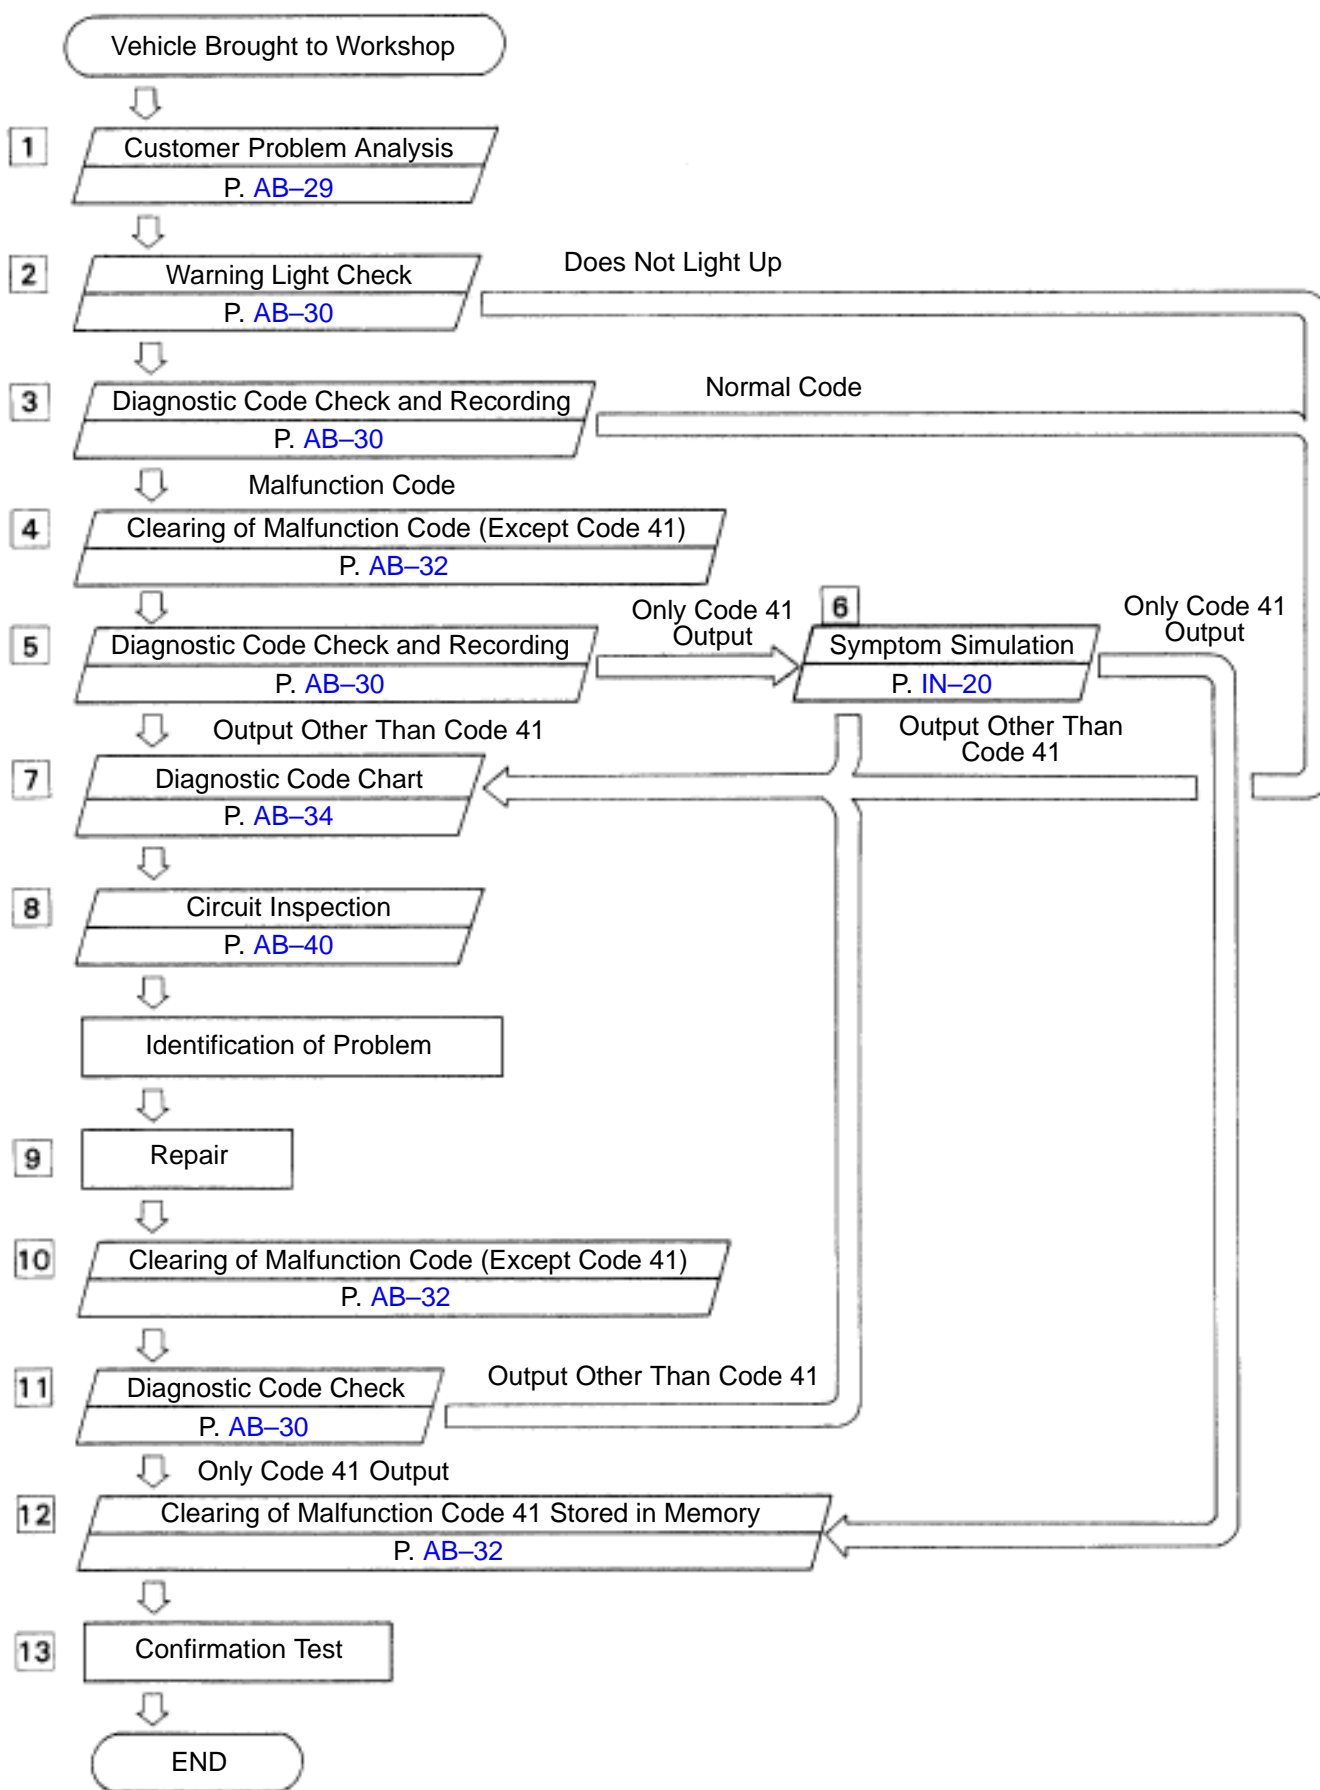 Vehicle Brought to Workshop
1
Customer Problem Analysis
P. AB–29
2
Warning Light Check
Does Not Light Up
P. AB–30
3
Diagnostic Code Check and Recording
Normal Code
P. AB–30
Malfunction Code
4
Clearing of Malfunction Code (Except Code 41)
P. AB–32
5
Diagnostic Code Check and Recording
P. AB–30
Only Code 41
Output
6
Symptom Simulation
P. IN–20
Only Code 41
Output
Output Other Than Code 41
Output Other Than
Code 41
7
Diagnostic Code Chart
P. AB–34
8
Circuit Inspection
P. AB–40
Identification of Problem
9
Repair
10
Clearing of Malfunction Code (Except Code 41)
P. AB–32
11
Diagnostic Code Check
Output Other Than Code 41
P. AB–30
Only Code 41 Output
12
Clearing of Malfunction Code 41 Stored in Memory
P. AB–32
13
Confirmation Test
END